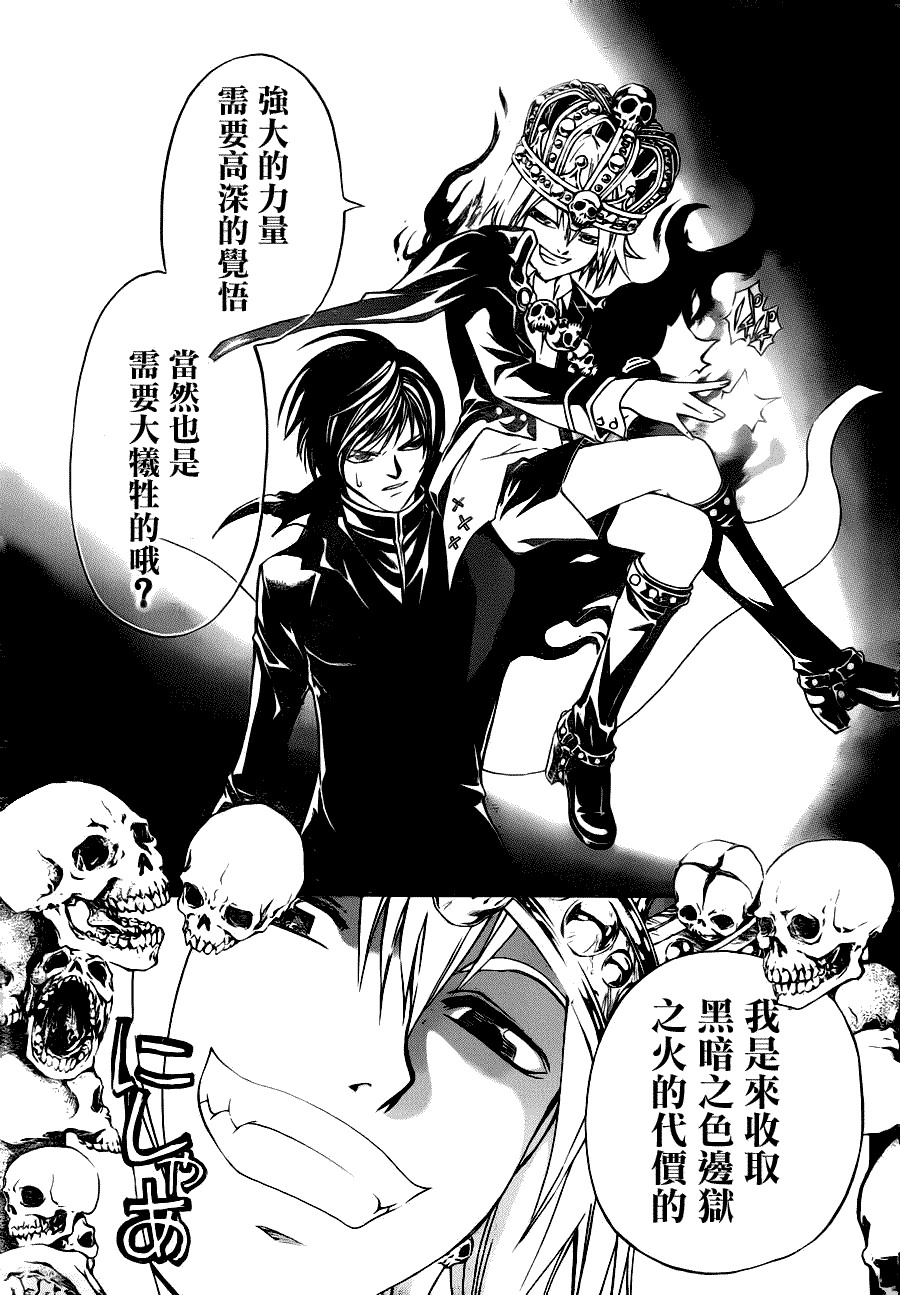 強大的力量
需要高深的覺悟
當然也是
需要大犧牲的哦？
我是來收取
黑暗之色邊獄
之火的代價的
にしゃあ